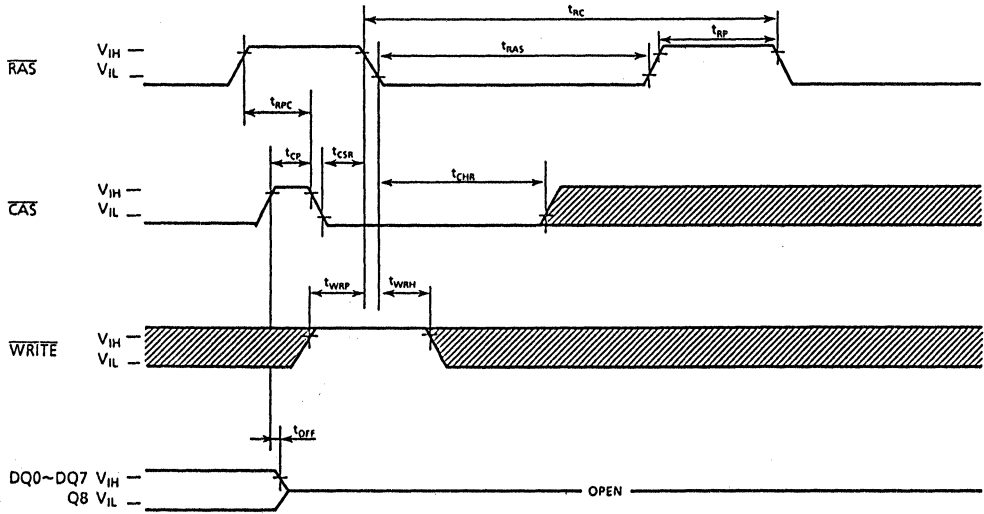 tRC
tRAS
tRP
RAS
VIH
VIL
tRPC
tCP
tCSR
tCHR
CAS
VIH
VIL
tWRP
tWRH
WRITE
VIH
VIL
tOFF
DQ0~DQ7 VIH
Q8 VIL
OPEN